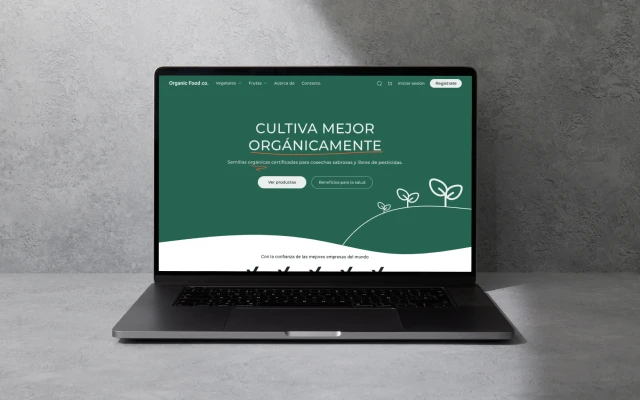 Organic Food co. Vegetales Frutas Acerca de Contacto Iniciar sesión Regístrate
CULTIVA MEJOR
ORGÁNICAMENTE
Semillas orgánicas certificadas para cosechas sabrosas y libres de pesticidas.
Ver productos Beneficios para la salud
Con la confianza de las mejores empresas del mundo